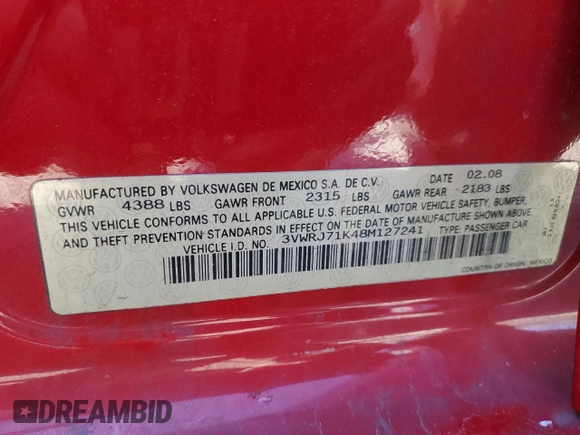 MANUFACTURED BY VOLKSWAGEN DE MEXICO S.A. DE C.V. DATE 02.08
GVWR 4388 LBS GAWR FRONT 2315 LBS GAWR REAR 2183 LBS
THIS VEHICLE CONFORMS TO ALL APPLICABLE U.S. FEDERAL MOTOR VEHICLE SAFETY, BUMPER,
AND THEFT PREVENTION STANDARDS IN EFFECT ON THE DATE OF MANUFACTURE SHOWN ABOVE.
VEHICLE I.D. NO. 3VWRJ71K48M127241 TYPE: PASSENGER CAR
COUNTRY OF ORIGIN: MEXICO
DREAMBID